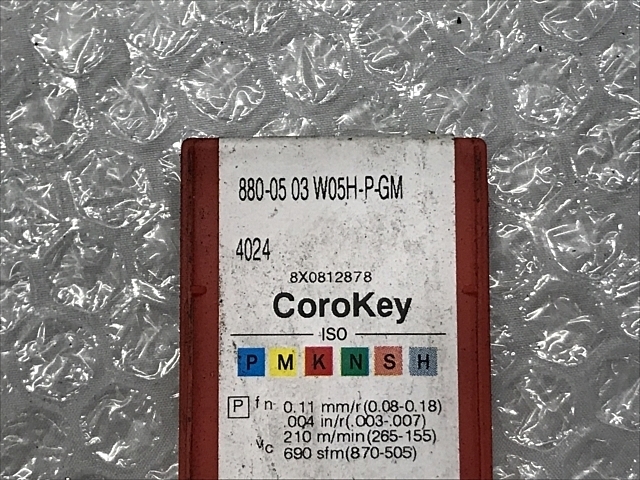 880-05 03 W05H-P-GM
4024
8X0812878
CoroKey
ISO
P M K N S H
P fn 0.11 mm/r(0.08-0.18)
.004 in/r(.003-.007)
vc 210 m/min(265-155)
690 sfm(870-505)